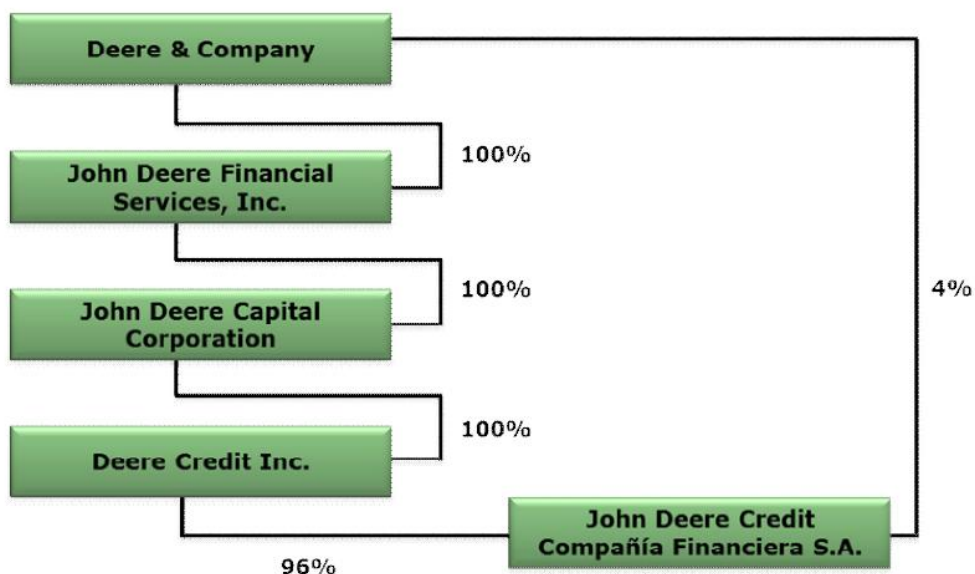 Deere & Company
100%
John Deere Financial
Services, Inc.
100%
4%
John Deere Capital
Corporation
100%
Deere Credit Inc.
John Deere Credit
Compañía Financiera S.A.
96%